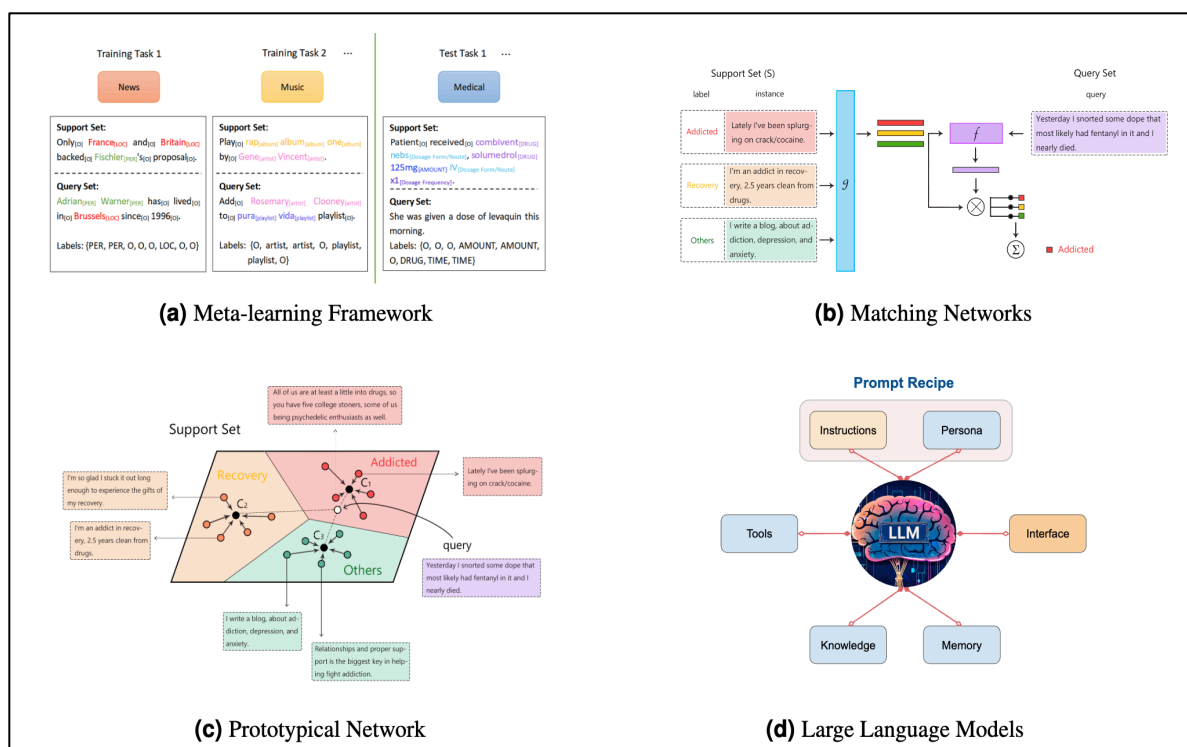 Training Task 1
Training Task 2
...
Test Task 1
...
News
Music
Medical
Support Set:
Only[O] France[LOC] and[O] Britain[LOC]
backed[O] Fischler[PER]'s[O] proposal[O].
Query Set:
Adrian[PER] Warner[PER] has[O] lived
in[O] Brussels[LOC] since[O] 1996[O].
Labels: {PER, PER, O, O, O, LOC, O, O}
Support Set:
Play[O] rap[album] album[album] one[album]
by[O] Gene[artist] Vincent[artist].
Query Set:
Add[O] Rosemary[artist] Clooney[artist]
to[O] pura[playlist] vida[playlist] playlist[O].
Labels: {O, artist, artist, O, playlist,
playlist, O}
Support Set:
Patient[O] received[O] combivent[DRUG]
nebs[Dosage Form/Route], solumedrol[DRUG]
125mg[AMOUNT] IV[Dosage Form/Route]
x1[Dosage Frequency].
Query Set:
She was given a dose of levaquin this
morning.
Labels: {O, O, O, AMOUNT, AMOUNT,
O, DRUG, TIME, TIME}
(a) Meta-learning Framework
Support Set (S)
label
instance
Query Set
query
Addicted
Lately I've been splurging
on crack/cocaine.
Recovery
I'm an addict in recov-
ery, 2.5 years clean from
drugs.
Others
I write a blog, about ad-
diction, depression, and
anxiety.
g
f
Yesterday I snorted some dope that
most likely had fentanyl in it and I
nearly died.
Σ
Addicted
(b) Matching Networks
Support Set
All of us are at least a little into drugs, so
you have five college stoners, some of us
being psychedelic enthusiasts as well.
Recovery
Addicted
Others
C1
C2
C3
I'm so glad I stuck it out long
enough to experience the gifts of
my recovery.
I'm an addict in recov-
ery, 2.5 years clean from
drugs.
Lately I've been splurg-
ing on crack/cocaine.
query
Yesterday I snorted some dope that
most likely had fentanyl in it and I
nearly died.
I write a blog, about ad-
diction, depression, and
anxiety.
Relationships and proper sup-
port is the biggest key in help-
ing fight addiction.
(c) Prototypical Network
Prompt Recipe
Instructions
Persona
Tools
LLM
Interface
Knowledge
Memory
(d) Large Language Models